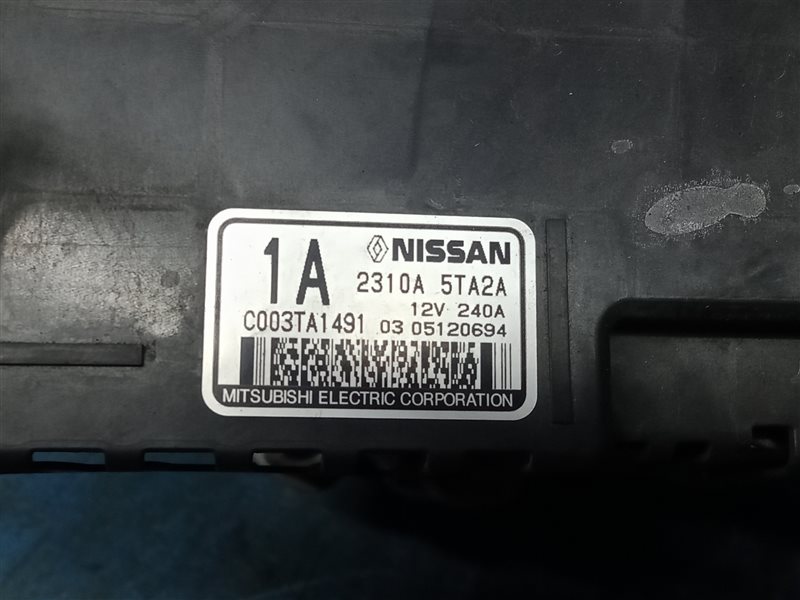 1A
NISSAN
2310A 5TA2A
12V 240A
C003TA1491 03 05120694
MITSUBISHI ELECTRIC CORPORATION